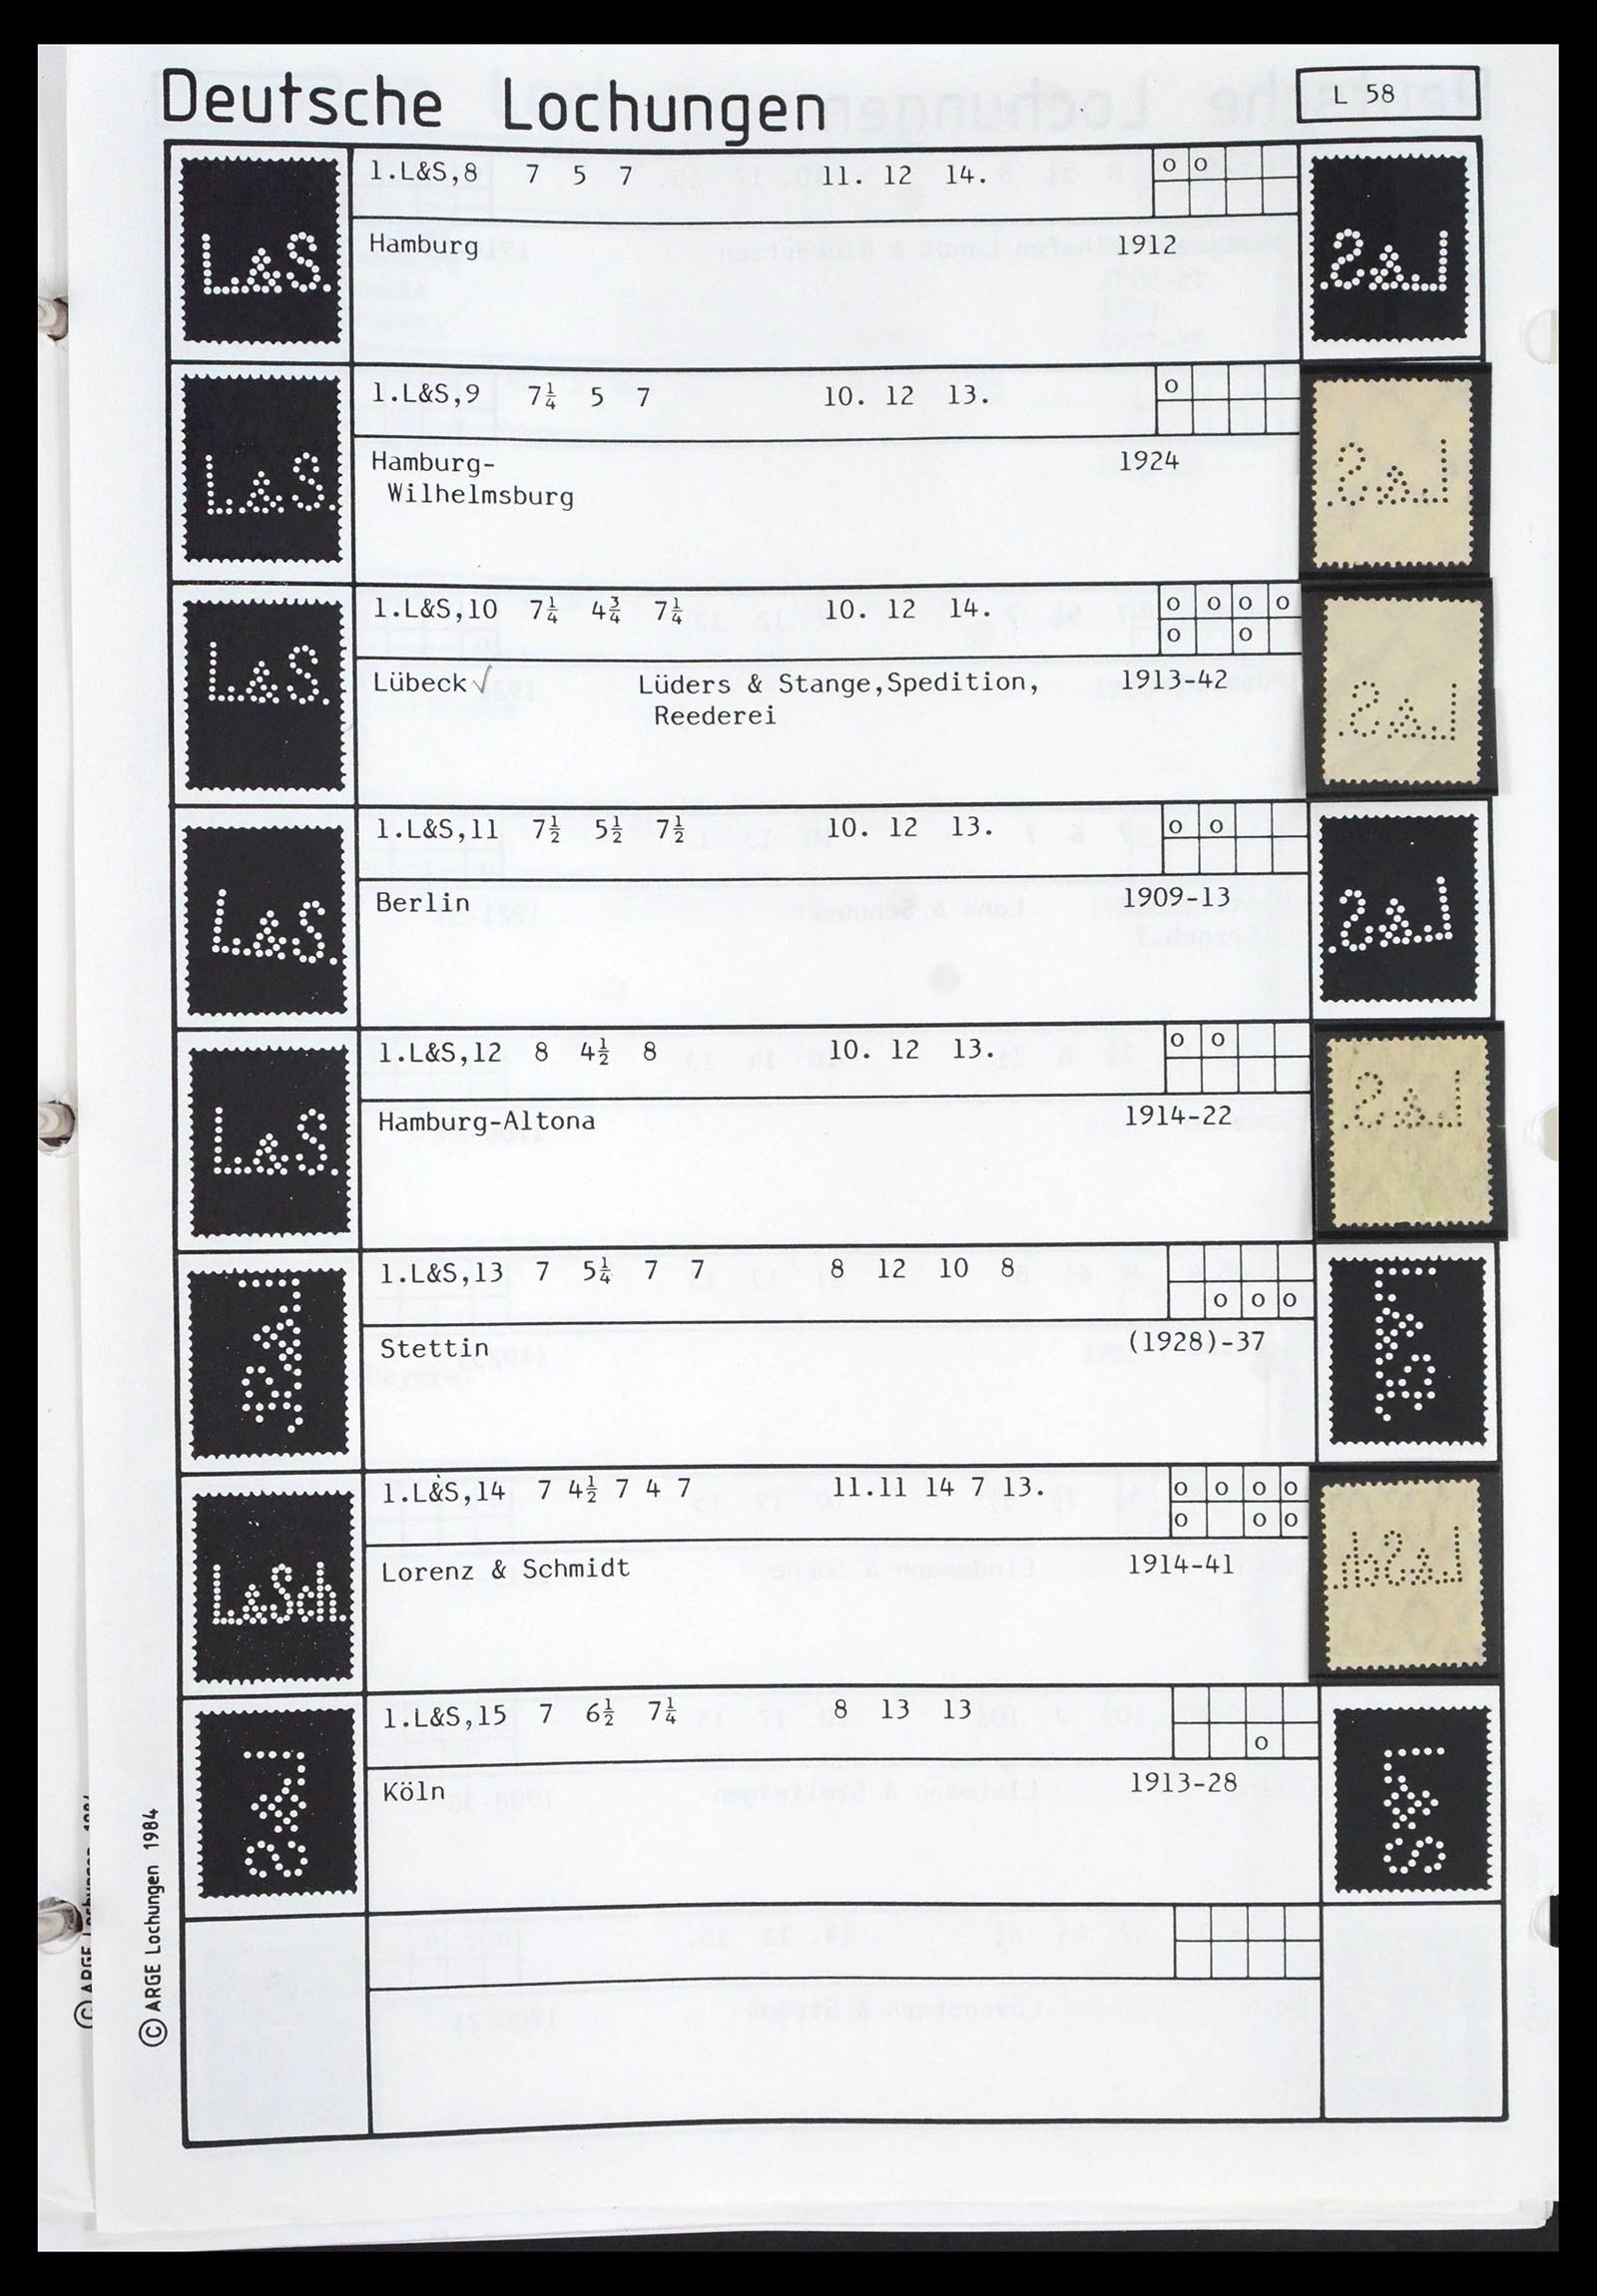 Deutsche Lochungen
L 58
1.L&S,8 7 5 7 11. 12 14. o o
Hamburg 1912
L&S.
L&S.
1.L&S,9 7¼ 5 7 10. 12 13. o
Hamburg- 1924
Wilhelmsburg
L&S.
L&S.
1.L&S,10 7¼ 4¾ 7¼ 10. 12 14. o o o o
o o
Lübeck✓ Lüders & Stange,Spedition, 1913-42
Reederei
L&S.
L&S.
1.L&S,11 7½ 5½ 7½ 10. 12 13. o o
Berlin 1909-13
L&S.
L&S.
1.L&S,12 8 4½ 8 10. 12 13. o o
Hamburg-Altona 1914-22
L&S.
L&S.
1.L&S,13 7 5¼ 7 7 8 12 10 8
o o o
Stettin (1928)-37
1.L&S,14 7 4½ 7 4 7 11.11 14 7 13. o o o o
o o o
Lorenz & Schmidt 1914-41
L&Sch.
L&Sch.
1.L&S,15 7 6½ 7¼ 8 13 13
o
Köln 1913-28
L&S
L&S
© ARGE Lochungen 1984